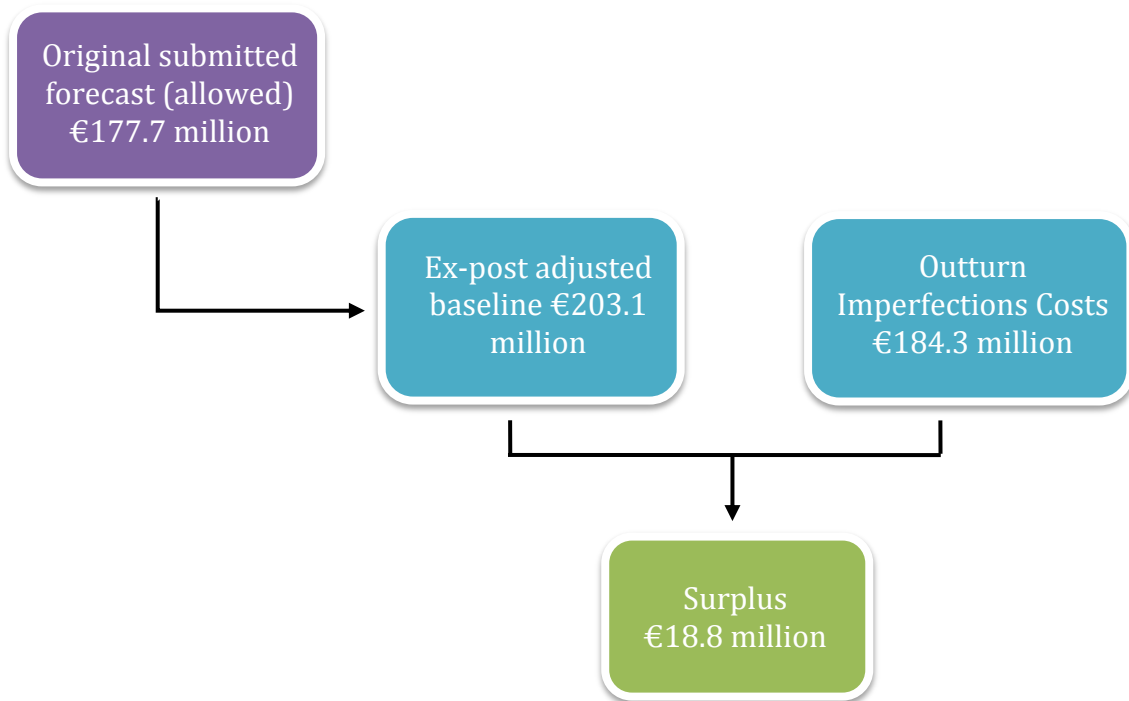 Original submitted
forecast (allowed)
€177.7 million
Ex-post adjusted
baseline €203.1
million
Outturn
Imperfections Costs
€184.3 million
Surplus
€18.8 million